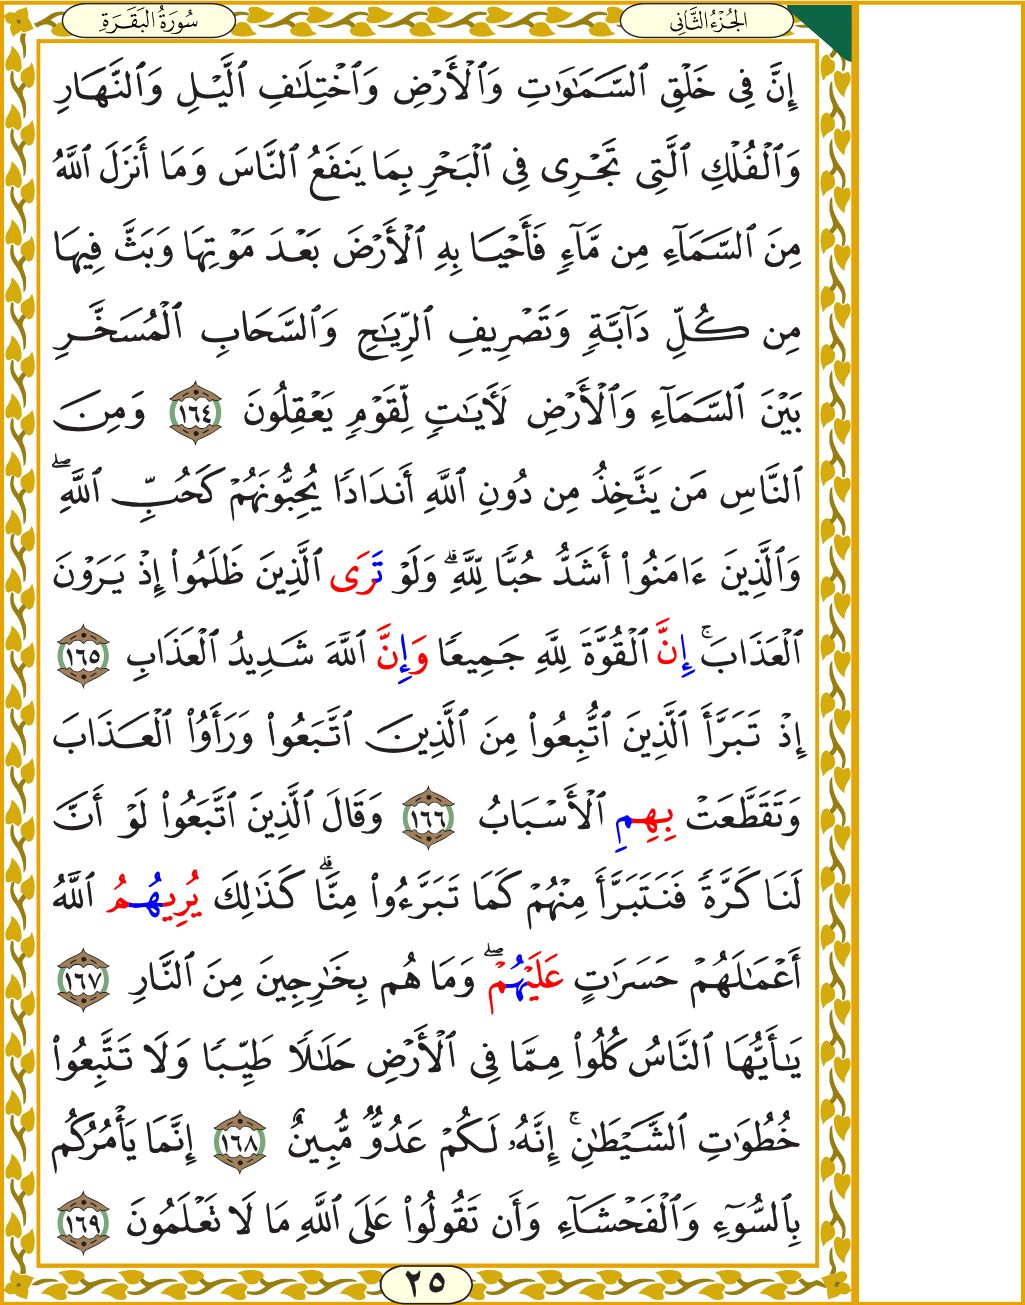 الجُزْءُ الثَّانِي
سُورَةُ البَقَرَةِ
إِنَّ فِي خَلْقِ ٱلسَّمَٰوَٰتِ وَٱلْأَرْضِ وَٱخْتِلَٰفِ ٱلَّيْلِ وَٱلنَّهَارِ
وَٱلْفُلْكِ ٱلَّتِي تَجْرِي فِي ٱلْبَحْرِ بِمَا يَنفَعُ ٱلنَّاسَ وَمَا أَنزَلَ ٱللَّهُ
مِنَ ٱلسَّمَآءِ مِن مَّآءٍ فَأَحْيَا بِهِ ٱلْأَرْضَ بَعْدَ مَوْتِهَا وَبَثَّ فِيهَا
مِن كُلِّ دَآبَّةٍ وَتَصْرِيفِ ٱلرِّيَٰحِ وَٱلسَّحَابِ ٱلْمُسَخَّرِ
بَيْنَ ٱلسَّمَآءِ وَٱلْأَرْضِ لَأٓيَٰتٍ لِّقَوْمٍ يَعْقِلُونَ ١٦٤ وَمِنَ
ٱلنَّاسِ مَن يَتَّخِذُ مِن دُونِ ٱللَّهِ أَندَادًا يُحِبُّونَهُمْ كَحُبِّ ٱللَّهِۖ
وَٱلَّذِينَ ءَامَنُوا۟ أَشَدُّ حُبًّا لِلَّهِۗ وَلَوْ تَرَى ٱلَّذِينَ ظَلَمُوا۟ إِذْ يَرَوْنَ
ٱلْعَذَابَۚ إِنَّ ٱلْقُوَّةَ لِلَّهِ جَمِيعًا وَإِنَّ ٱللَّهَ شَدِيدُ ٱلْعَذَابِ ١٦٥
إِذْ تَبَرَّأَ ٱلَّذِينَ ٱتُّبِعُوا۟ مِنَ ٱلَّذِينَ ٱتَّبَعُوا۟ وَرَأَوُا۟ ٱلْعَذَابَ
وَتَقَطَّعَتْ بِهِمِ ٱلْأَسْبَابُ ١٦٦ وَقَالَ ٱلَّذِينَ ٱتَّبَعُوا۟ لَوْ أَنَّ
لَنَا كَرَّةً فَنَتَبَرَّأَ مِنْهُمْ كَمَا تَبَرَّءُوا۟ مِنَّاۗ كَذَٰلِكَ يُرِيهُمُ ٱللَّهُ
أَعْمَٰلَهُمْ حَسَرَٰتٍ عَلَيْهُمْۖ وَمَا هُم بِخَٰرِجِينَ مِنَ ٱلنَّارِ ١٦٧
يَٰأَيُّهَا ٱلنَّاسُ كُلُوا۟ مِمَّا فِي ٱلْأَرْضِ حَلَٰلًا طَيِّبًا وَلَا تَتَّبِعُوا۟
خُطُوَٰتِ ٱلشَّيْطَٰنِۚ إِنَّهُۥ لَكُمْ عَدُوٌّ مُّبِينٌ ١٦٨ إِنَّمَا يَأْمُرُكُم
بِٱلسُّوٓءِ وَٱلْفَحْشَآءِ وَأَن تَقُولُوا۟ عَلَى ٱللَّهِ مَا لَا تَعْلَمُونَ ١٦٩
٢٥